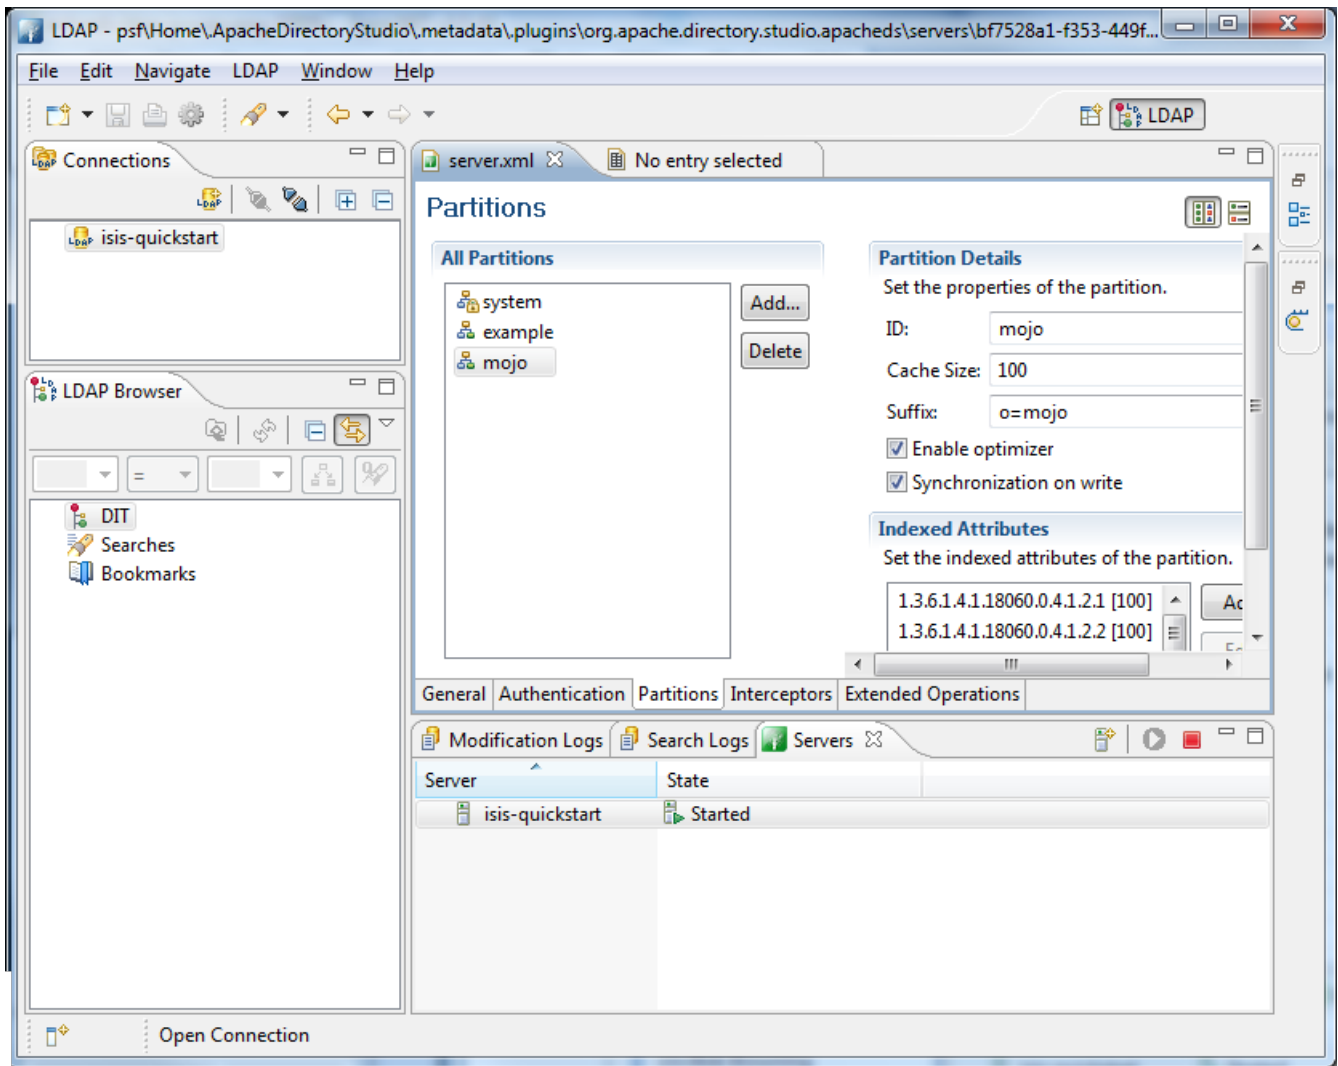 LDAP - psf\Home\.ApacheDirectoryStudio\.metadata\.plugins\org.apache.directory.studio.apacheds\servers\bf7528a1-f353-449f...
File Edit Navigate LDAP Window Help
LDAP
Connections
server.xml
No entry selected
isis-quickstart
Partitions
All Partitions
system
example
mojo
Add...
Delete
Partition Details
Set the properties of the partition.
ID: mojo
Cache Size: 100
Suffix: o=mojo
Enable optimizer
Synchronization on write
Indexed Attributes
Set the indexed attributes of the partition.
1.3.6.1.4.1.18060.0.4.1.2.1 [100]
1.3.6.1.4.1.18060.0.4.1.2.2 [100]
LDAP Browser
=
DIT
Searches
Bookmarks
General Authentication Partitions Interceptors Extended Operations
Modification Logs Search Logs Servers
Server State
isis-quickstart Started
Open Connection